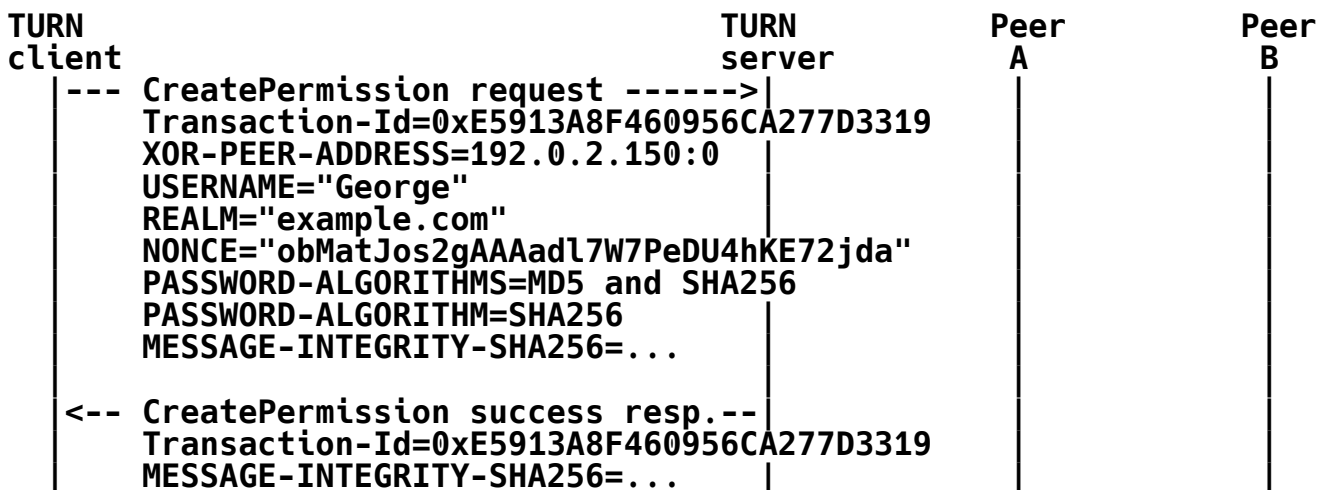 TURN                                 TURN          Peer         Peer
client                               server         A            B
|--- CreatePermission request ------>|              |            |
|    Transaction-Id=0xE5913A8F460956CA277D3319      |            |
|    XOR-PEER-ADDRESS=192.0.2.150:0  |              |            |
|    USERNAME="George"               |              |            |
|    REALM="example.com"             |              |            |
|    NONCE="obMatJos2gAAAadl7W7PeDU4hKE72jda"       |            |
|    PASSWORD-ALGORITHMS=MD5 and SHA256             |            |
|    PASSWORD-ALGORITHM=SHA256       |              |            |
|    MESSAGE-INTEGRITY-SHA256=...    |              |            |
|                                    |              |            |
|<-- CreatePermission success resp.--|              |            |
|    Transaction-Id=0xE5913A8F460956CA277D3319      |            |
|    MESSAGE-INTEGRITY-SHA256=...    |              |            |